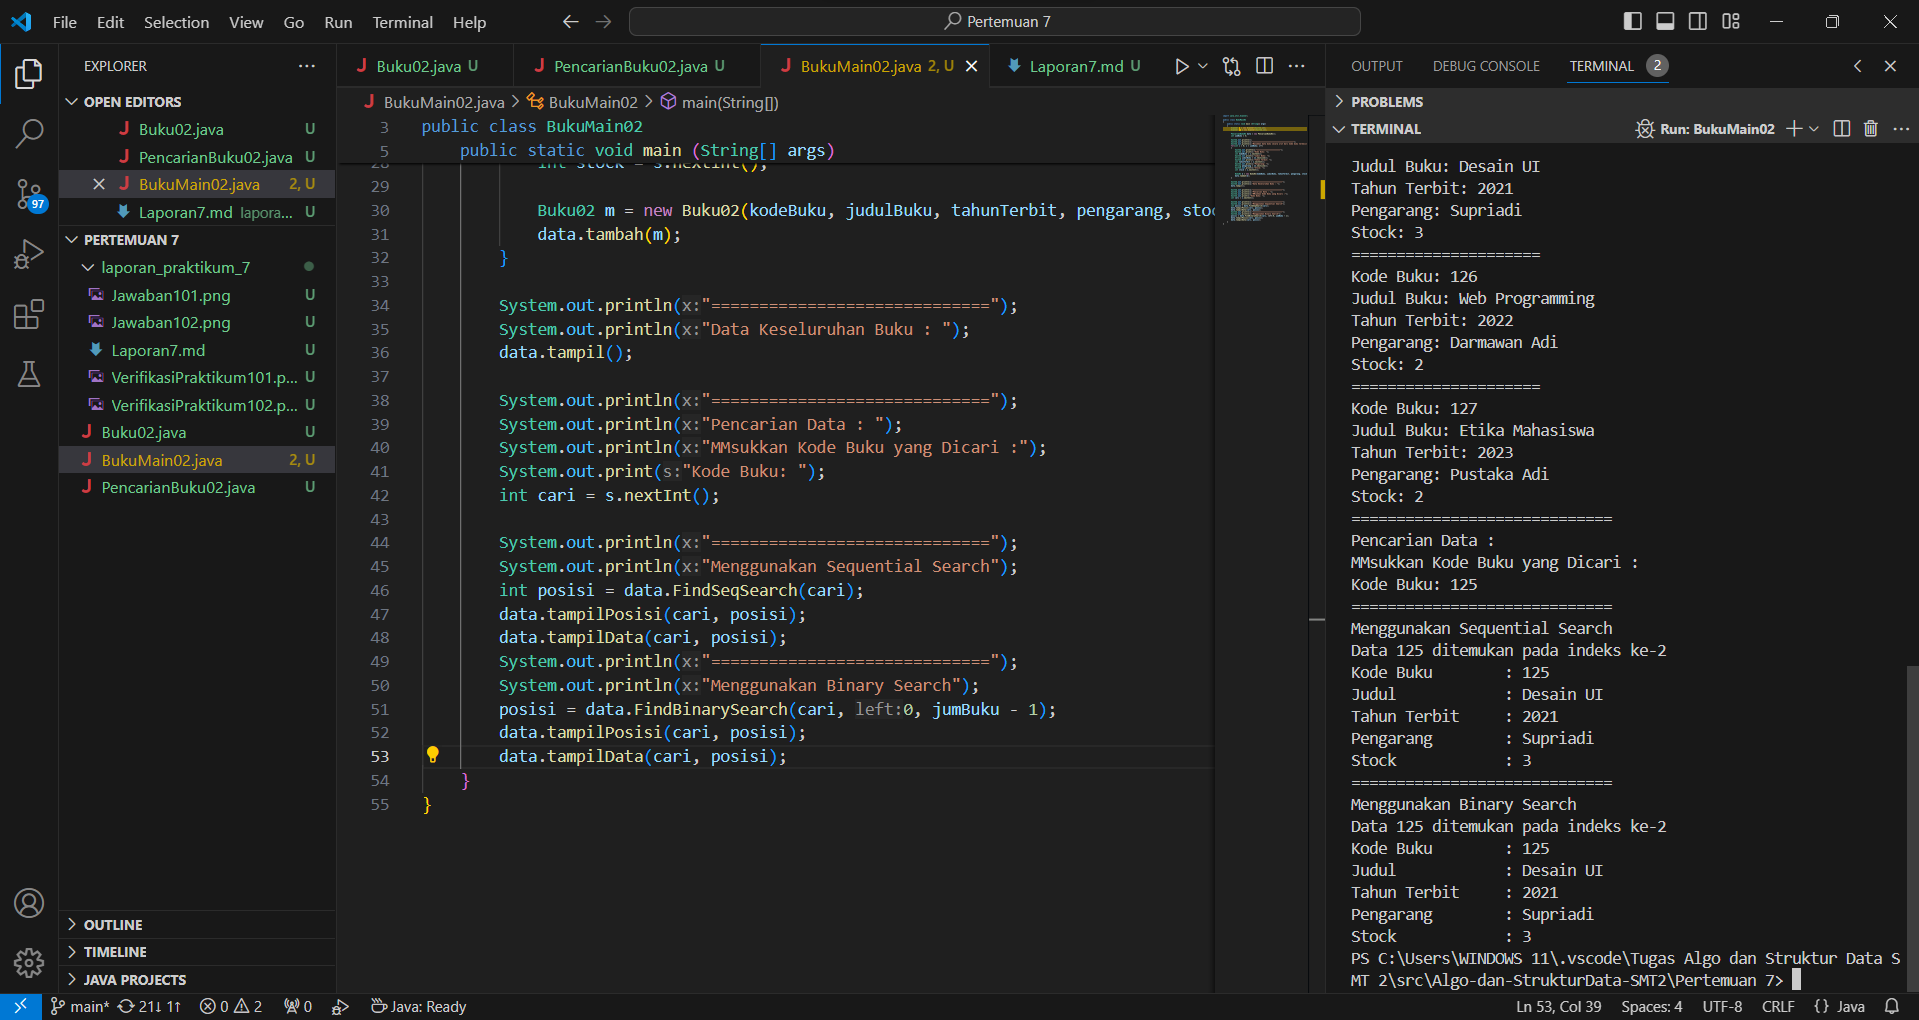 File Edit Selection View Go Run Terminal Help
Pertemuan 7
EXPLORER
OPEN EDITORS
Buku02.java U
PencarianBuku02.java U
BukuMain02.java 2, U
Laporan7.md lapora... U
PERTEMUAN 7
laporan_praktikum_7
Jawaban101.png U
Jawaban102.png U
Laporan7.md U
VerifikasiPraktikum101.p... U
VerifikasiPraktikum102.p... U
Buku02.java U
BukuMain02.java 2, U
PencarianBuku02.java U
OUTLINE
TIMELINE
JAVA PROJECTS
97
Buku02.java U PencarianBuku02.java U BukuMain02.java 2, U Laporan7.md U
BukuMain02.java > BukuMain02 > main(String[])
3 public class BukuMain02
5 public static void main (String[] args)
28 int stock = s.nextInt();
29
30 Buku02 m = new Buku02(kodeBuku, judulBuku, tahunTerbit, pengarang, stoc
31 data.tambah(m);
32 }
33
34 System.out.println(x:"=============================");
35 System.out.println(x:"Data Keseluruhan Buku : ");
36 data.tampil();
37
38 System.out.println(x:"=============================");
39 System.out.println(x:"Pencarian Data : ");
40 System.out.println(x:"MMsukkan Kode Buku yang Dicari :");
41 System.out.print(s:"Kode Buku: ");
42 int cari = s.nextInt();
43
44 System.out.println(x:"=============================");
45 System.out.println(x:"Menggunakan Sequential Search");
46 int posisi = data.FindSeqSearch(cari);
47 data.tampilPosisi(cari, posisi);
48 data.tampilData(cari, posisi);
49 System.out.println(x:"=============================");
50 System.out.println(x:"Menggunakan Binary Search");
51 posisi = data.FindBinarySearch(cari, left:0, jumBuku - 1);
52 data.tampilPosisi(cari, posisi);
53 data.tampilData(cari, posisi);
54 }
55 }
OUTPUT DEBUG CONSOLE TERMINAL 2
PROBLEMS
TERMINAL Run: BukuMain02
Judul Buku: Desain UI
Tahun Terbit: 2021
Pengarang: Supriadi
Stock: 3
=====================
Kode Buku: 126
Judul Buku: Web Programming
Tahun Terbit: 2022
Pengarang: Darmawan Adi
Stock: 2
=====================
Kode Buku: 127
Judul Buku: Etika Mahasiswa
Tahun Terbit: 2023
Pengarang: Pustaka Adi
Stock: 2
=============================
Pencarian Data :
MMsukkan Kode Buku yang Dicari :
Kode Buku: 125
=============================
Menggunakan Sequential Search
Data 125 ditemukan pada indeks ke-2
Kode Buku : 125
Judul : Desain UI
Tahun Terbit : 2021
Pengarang : Supriadi
Stock : 3
=============================
Menggunakan Binary Search
Data 125 ditemukan pada indeks ke-2
Kode Buku : 125
Judul : Desain UI
Tahun Terbit : 2021
Pengarang : Supriadi
Stock : 3
PS C:\Users\WINDOWS 11\.vscode\Tugas Algo dan Struktur Data S
MT 2\src\Algo-dan-StrukturData-SMT2\Pertemuan 7>
main* 21↓ 1↑ 0 2 0 Java: Ready Ln 53, Col 39 Spaces: 4 UTF-8 CRLF {} Java